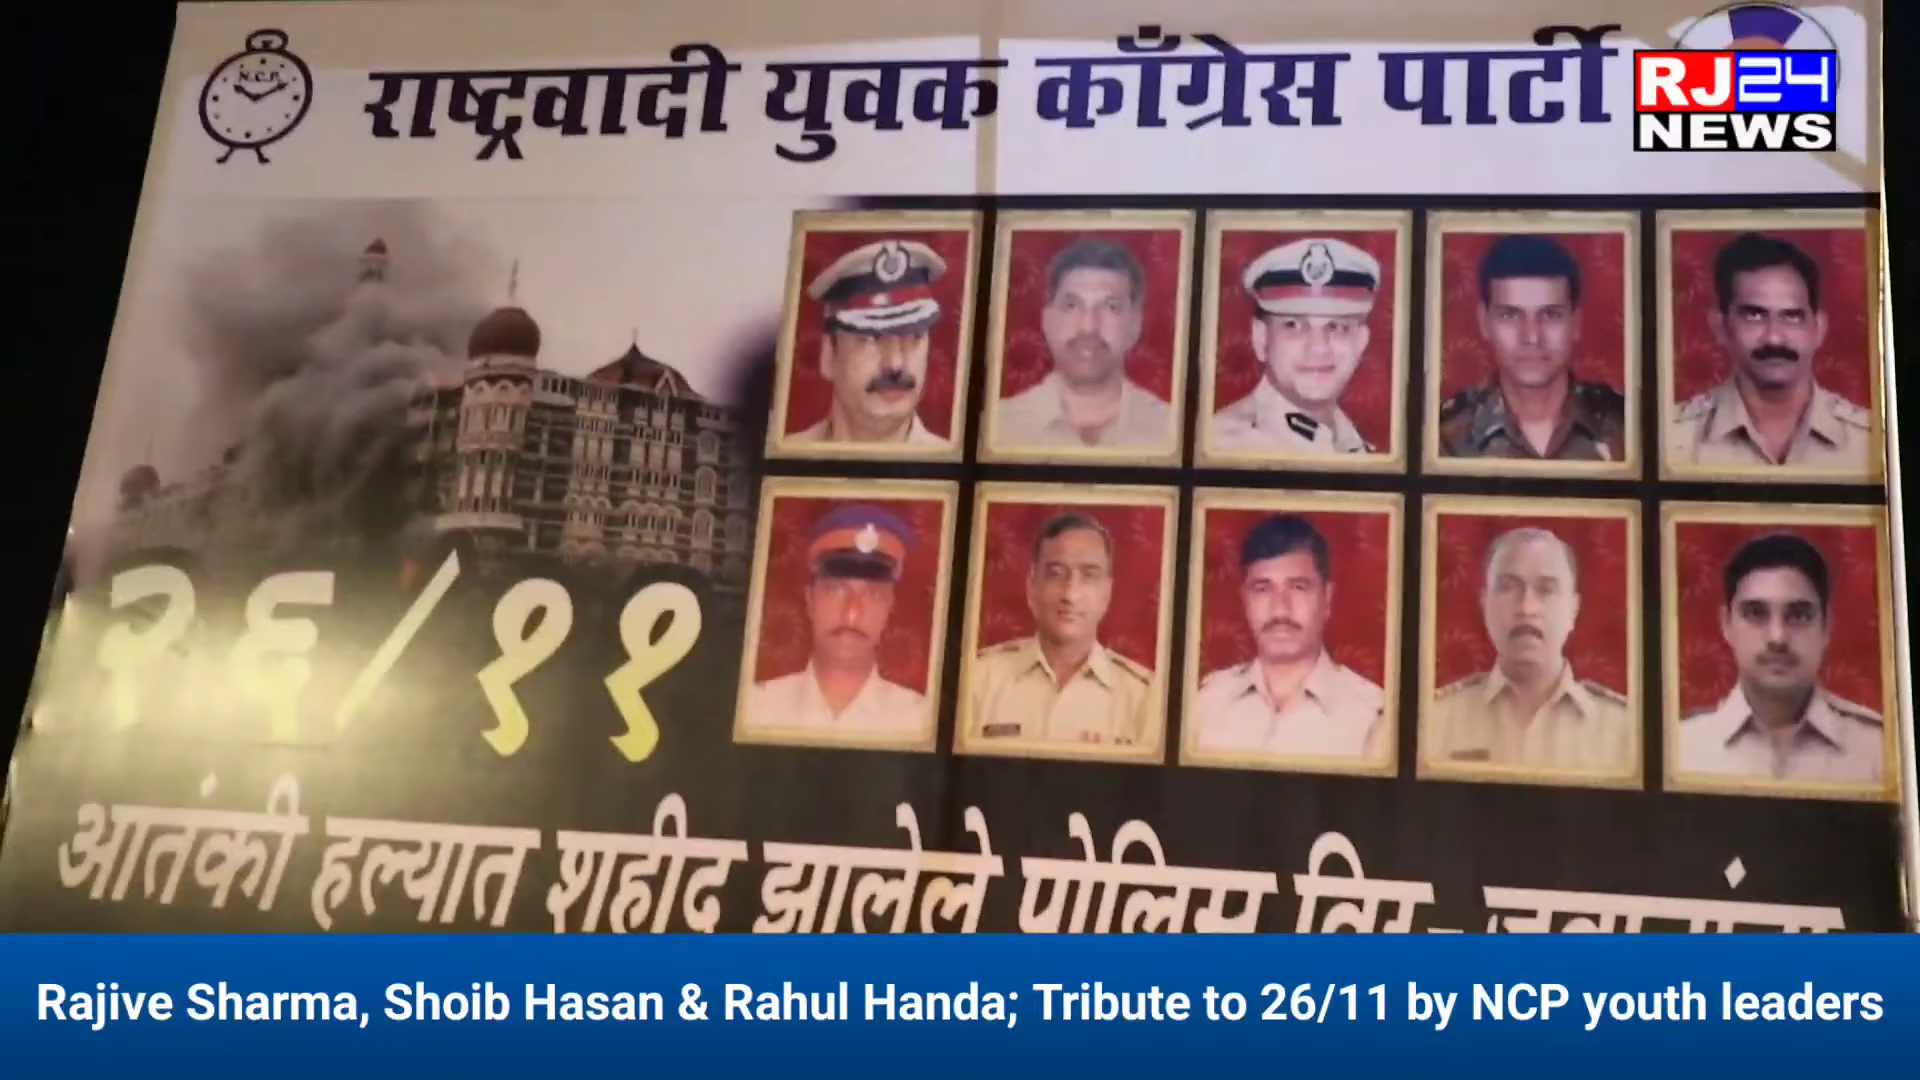 N.C.P.
राष्ट्रवादी युवक काँग्रेस पार्टी
RJ24
NEWS
२६/११
आतंकी हल्यात शहीद झालेले पोलिस विर-जवानांना
Rajive Sharma, Shoib Hasan & Rahul Handa; Tribute to 26/11 by NCP youth leaders